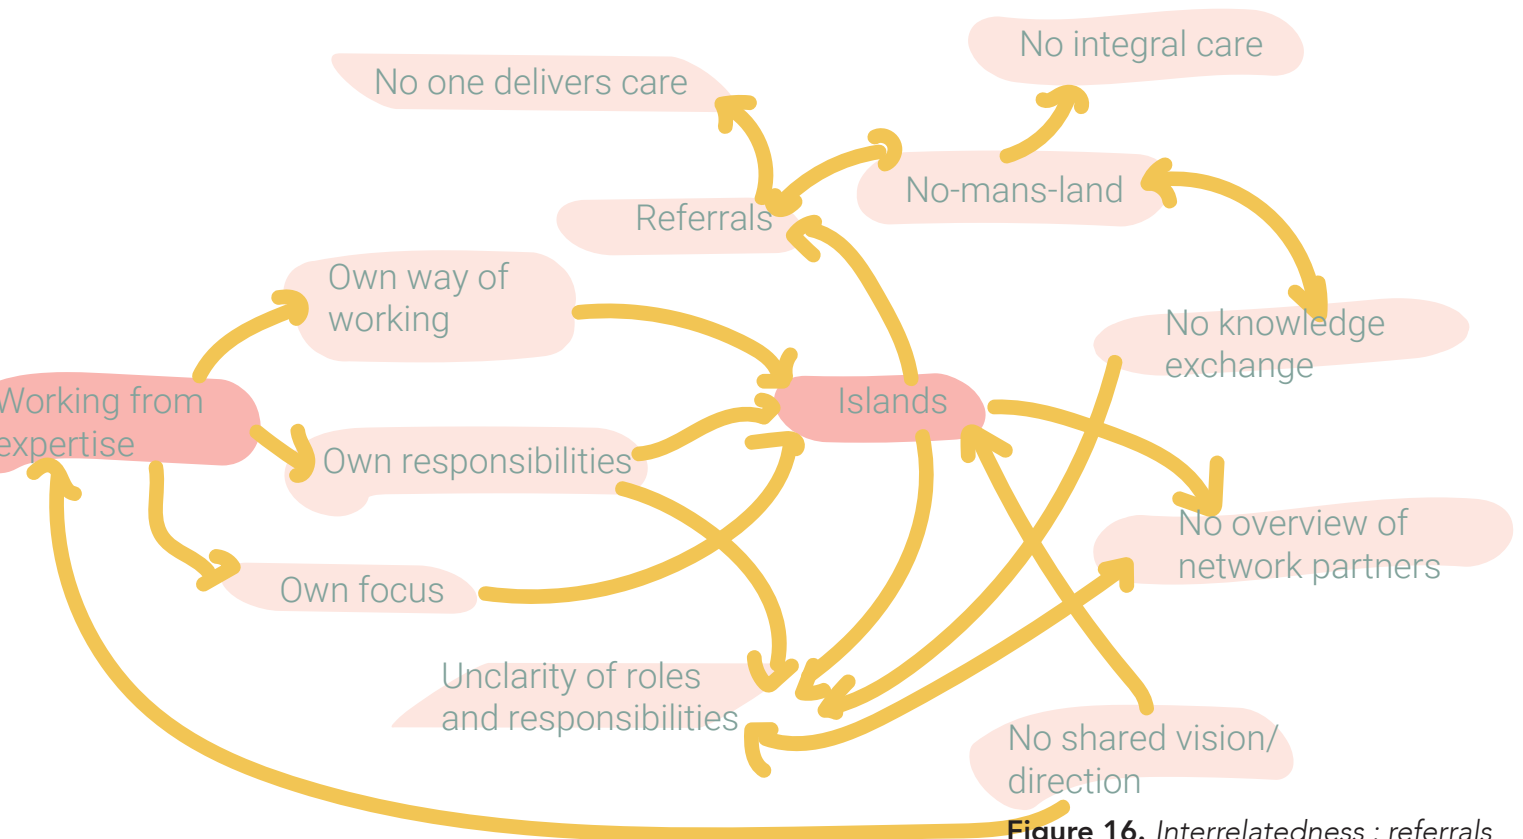 No integral care
No one delivers care
No-mans-land
Referrals
Own way of
working
No knowledge
exchange
Working from
expertise
Islands
Own responsibilities
No overview of
network partners
Own focus
Unclarity of roles
and responsibilities
No shared vision/
direction
Figure 16. Interrelatedness : referrals